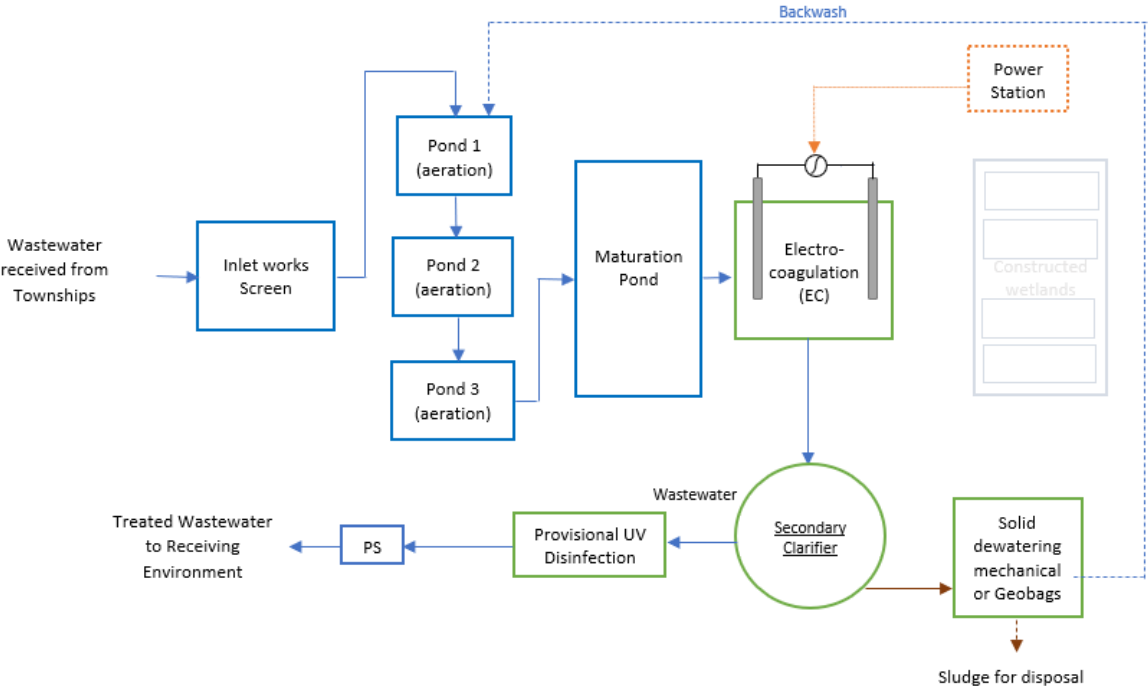 Backwash
Power
Station
Pond 1
(aeration)
Wastewater
received from
Townships
Inlet works
Screen
Pond 2
(aeration)
Maturation
Pond
Electro-
coagulation
(EC)
Constructed
wetlands
Pond 3
(aeration)
Wastewater
Treated Wastewater
to Receiving
Environment
PS
Provisional UV
Disinfection
Secondary
Clarifier
Solid
dewatering
mechanical
or Geobags
Sludge for disposal